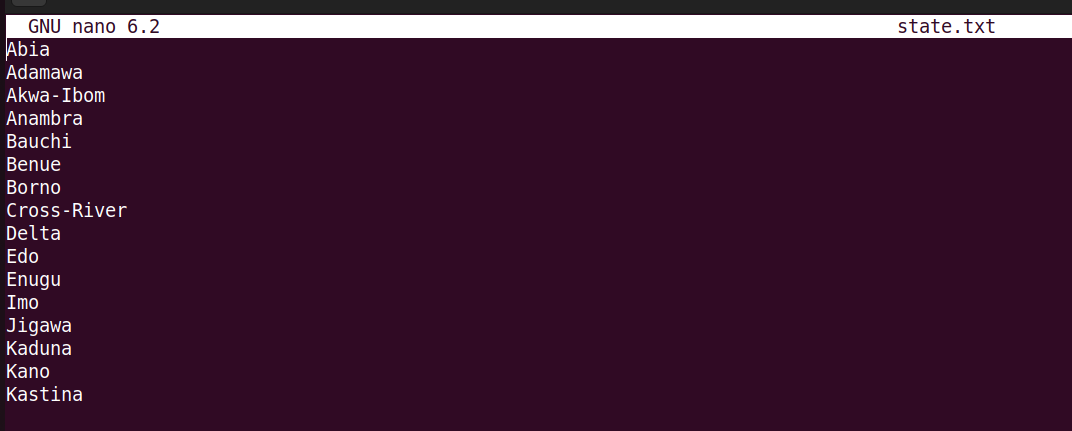 GNU nano 6.2 state.txt
Abia
Adamawa
Akwa-Ibom
Anambra
Bauchi
Benue
Borno
Cross-River
Delta
Edo
Enugu
Imo
Jigawa
Kaduna
Kano
Kastina